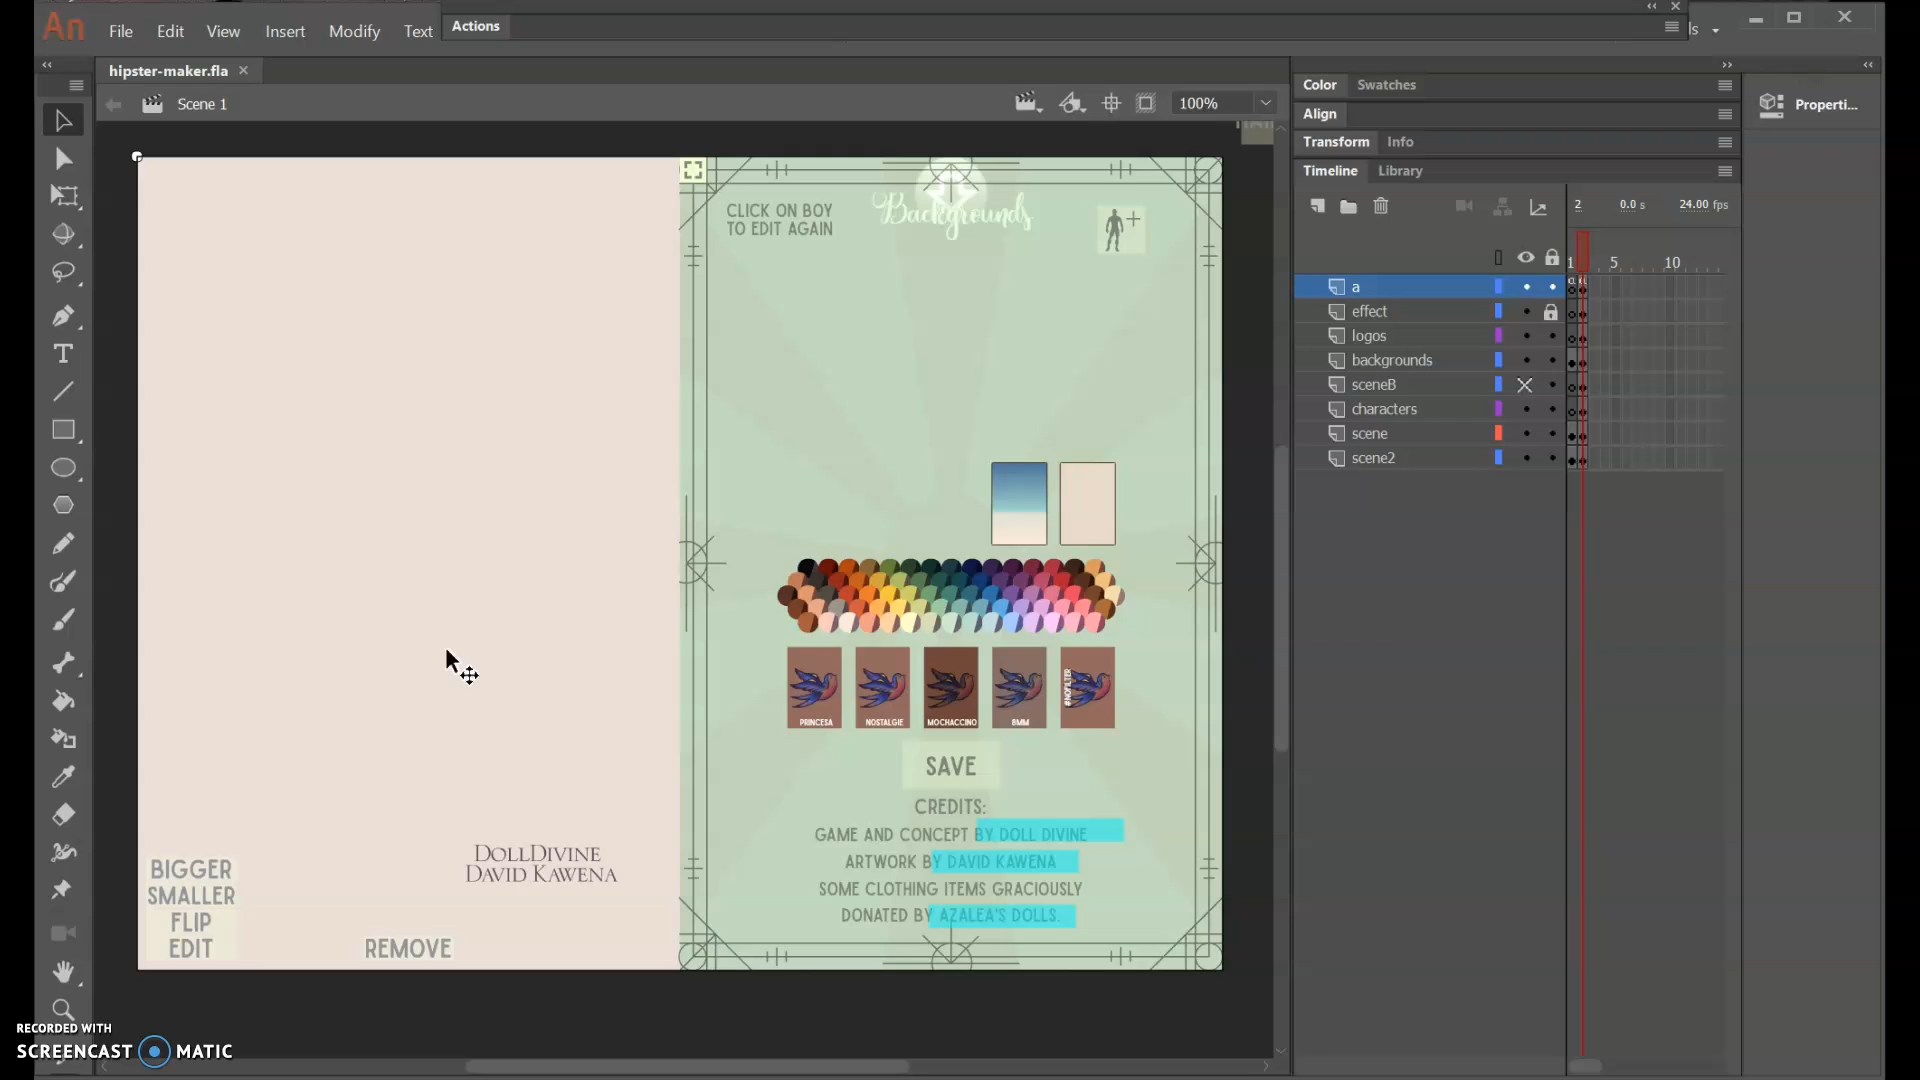 An File Edit View Insert Modify Text Actions
ls
hipster-maker.fla
Scene 1
100%
Color Swatches
Align
Transform Info
Timeline Library
Properti...
2 0.0 s 24.00 fps
1 5 10
a
effect
logos
backgrounds
sceneB
characters
scene
scene2
CLICK ON BOY
TO EDIT AGAIN
Backgrounds
PRINCESA NOSTALGIE MOCHACCINO BMM #NOFILTER
SAVE
CREDITS:
GAME AND CONCEPT BY DOLL DIVINE
ARTWORK BY DAVID KAWENA
SOME CLOTHING ITEMS GRACIOUSLY
DONATED BY AZALEA'S DOLLS.
DOLLDIVINE
DAVID KAWENA
BIGGER
SMALLER
FLIP
EDIT
REMOVE
RECORDED WITH
SCREENCAST MATIC